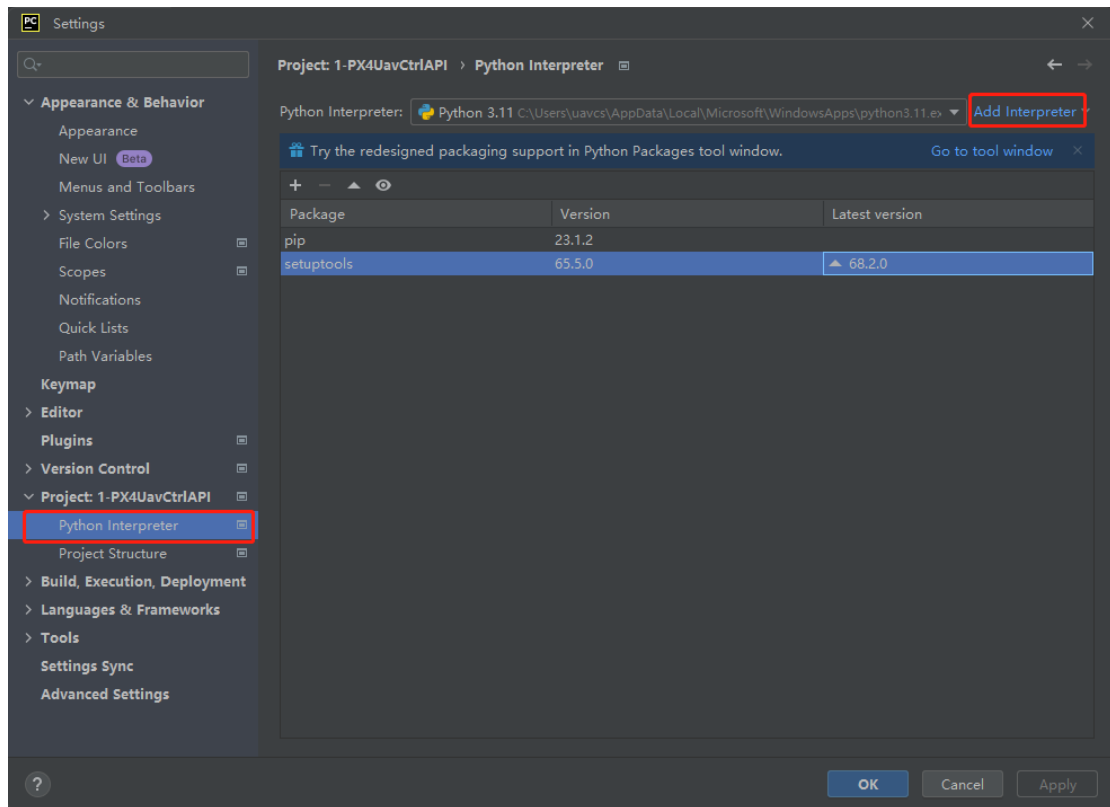 PC Settings
Project: 1-PX4UavCtrlAPI › Python Interpreter
Appearance & Behavior
Python Interpreter: Python 3.11 C:\Users\uavcs\AppData\Local\Microsoft\WindowsApps\python3.11.ex Add Interpreter
Appearance
New UI Beta
Try the redesigned packaging support in Python Packages tool window. Go to tool window
Menus and Toolbars
System Settings
Package Version Latest version
File Colors
pip 23.1.2
Scopes
setuptools 65.5.0 68.2.0
Notifications
Quick Lists
Path Variables
Keymap
Editor
Plugins
Version Control
Project: 1-PX4UavCtrlAPI
Python Interpreter
Project Structure
Build, Execution, Deployment
Languages & Frameworks
Tools
Settings Sync
Advanced Settings
? OK Cancel Apply